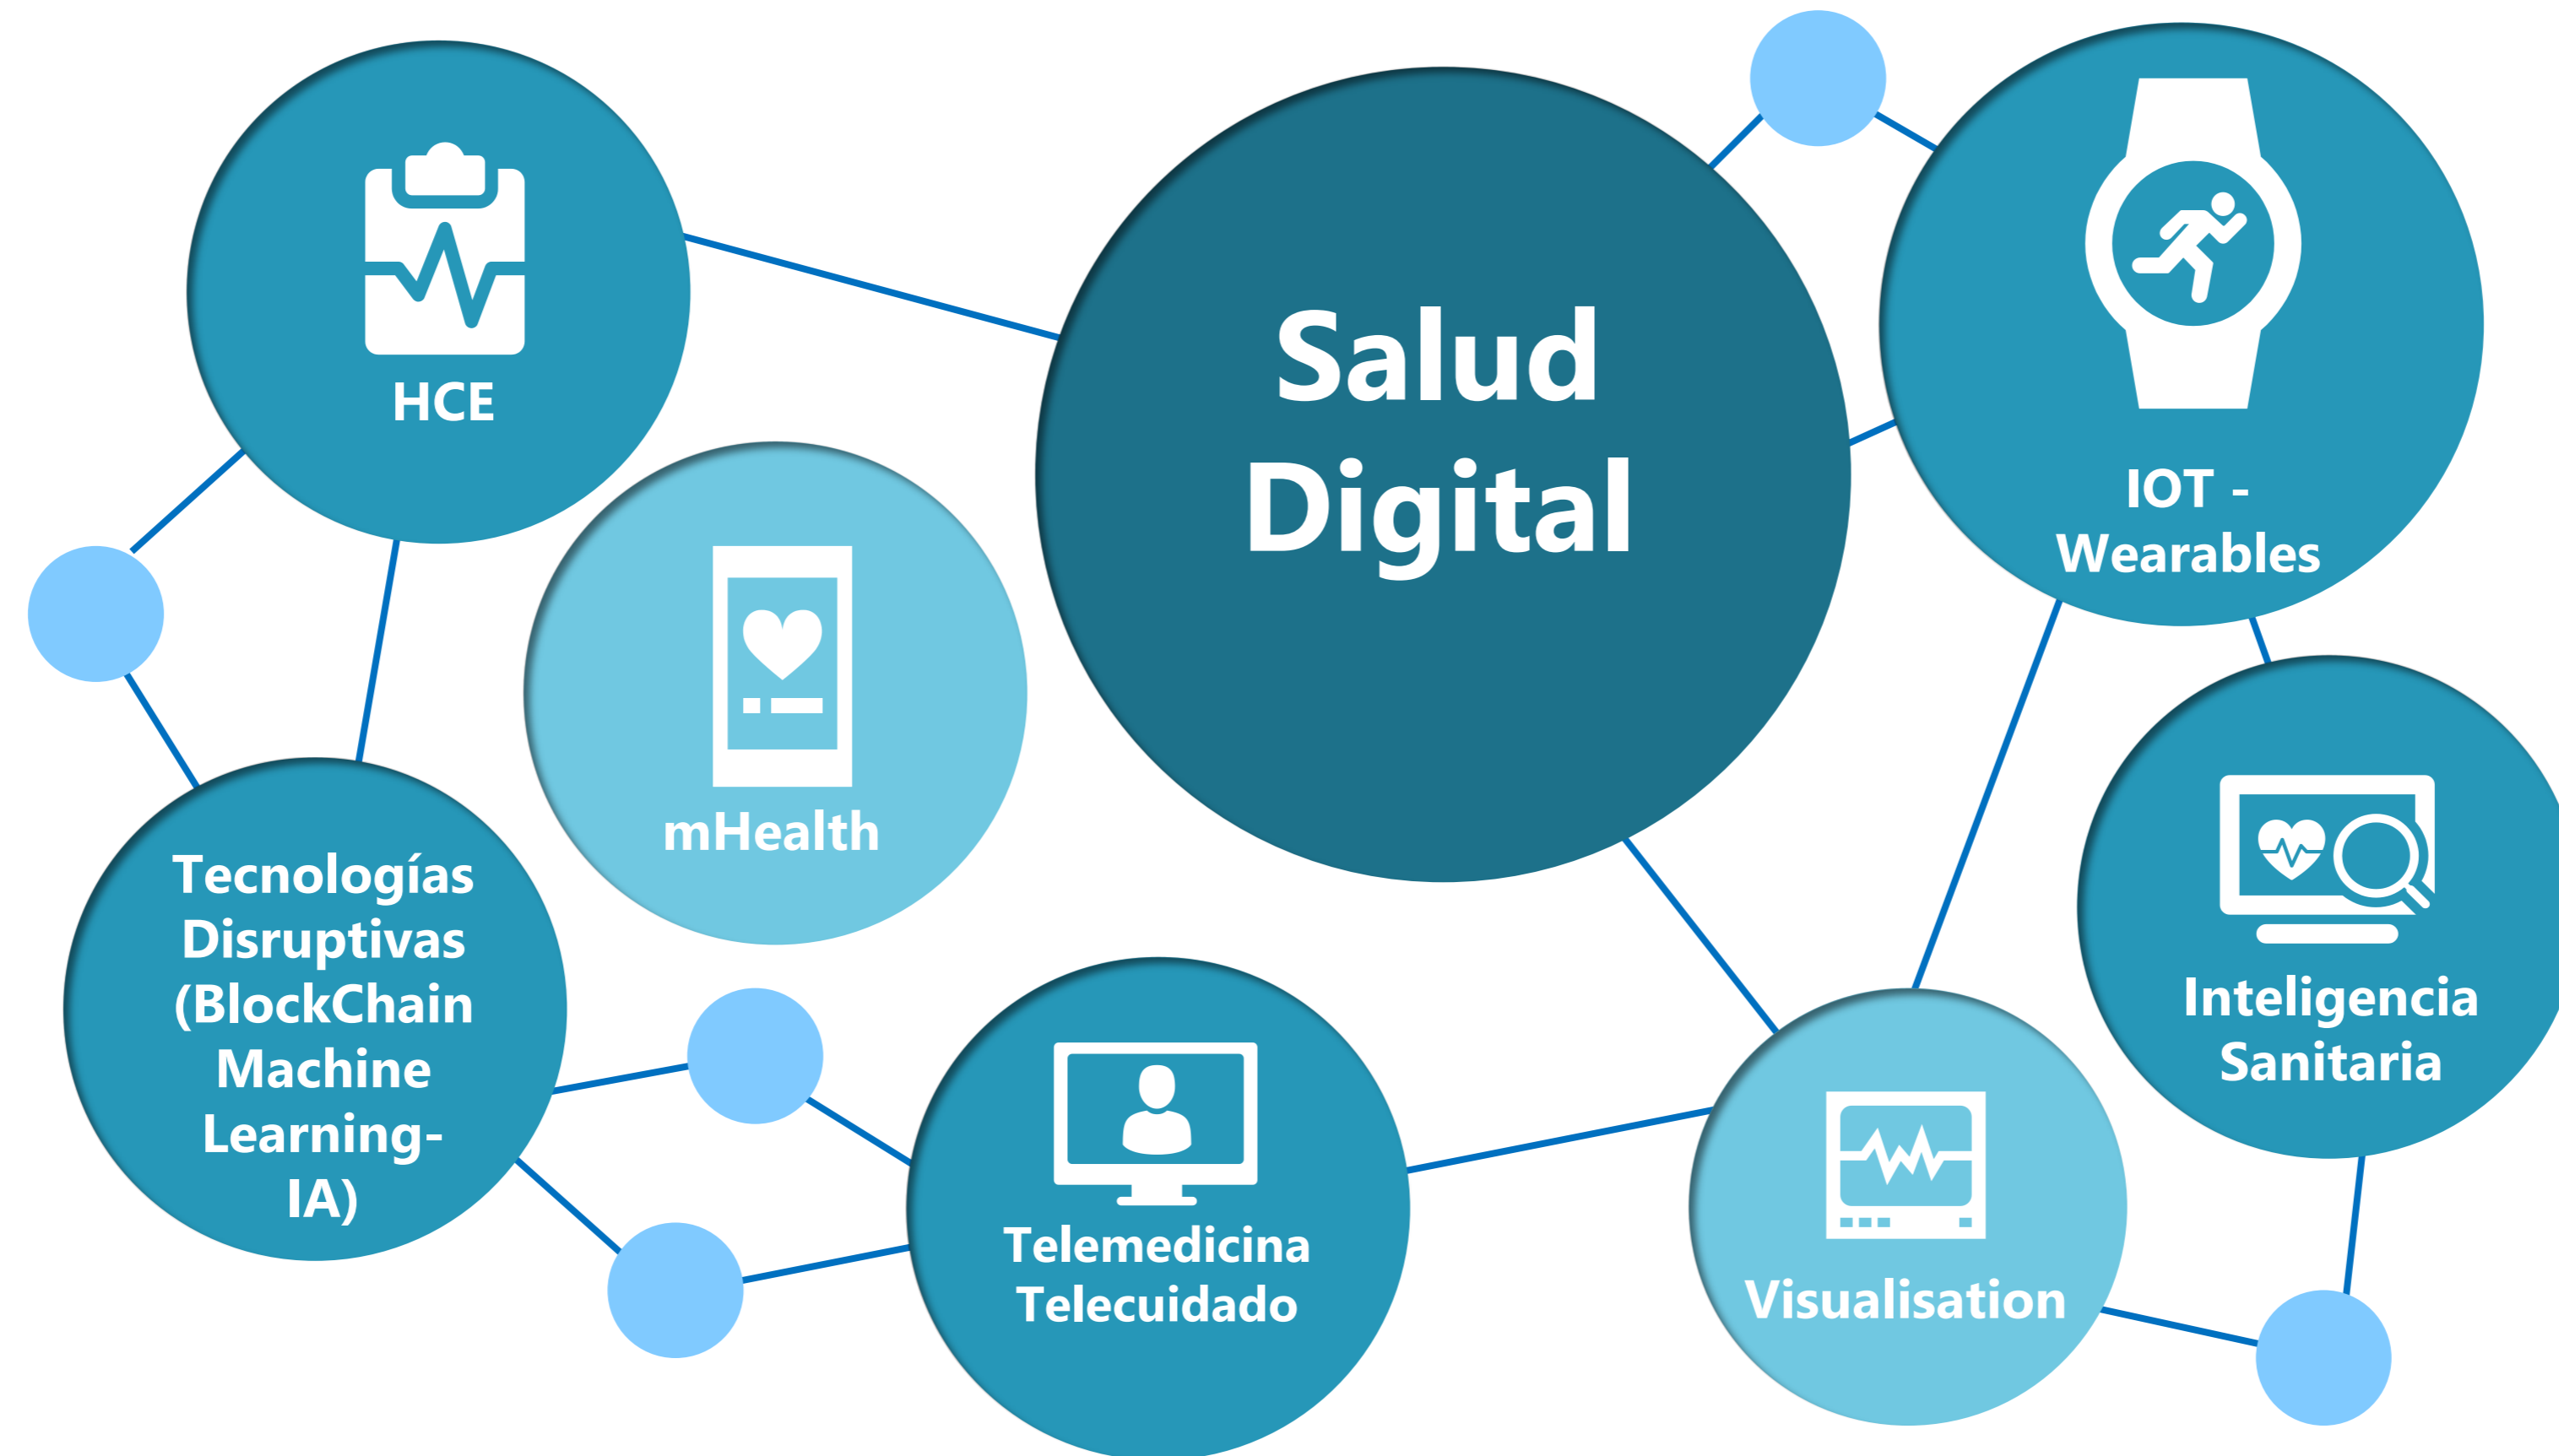 Salud
Digital
HCE
IOT -
Wearables
mHealth
Tecnologías
Disruptivas
(BlockChain
Machine
Learning-
IA)
Inteligencia
Sanitaria
Telemedicina
Telecuidado
Visualisation